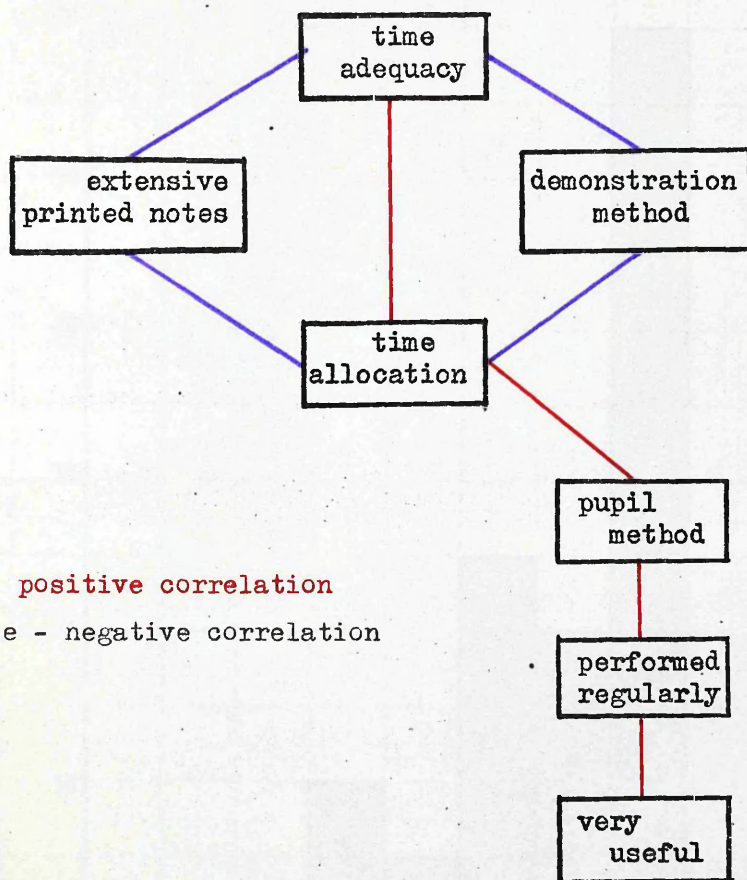 time
adequacy
extensive
printed notes
demonstration
method
time
allocation
pupil
method
positive correlation
e - negative correlation
performed
regularly
very
useful